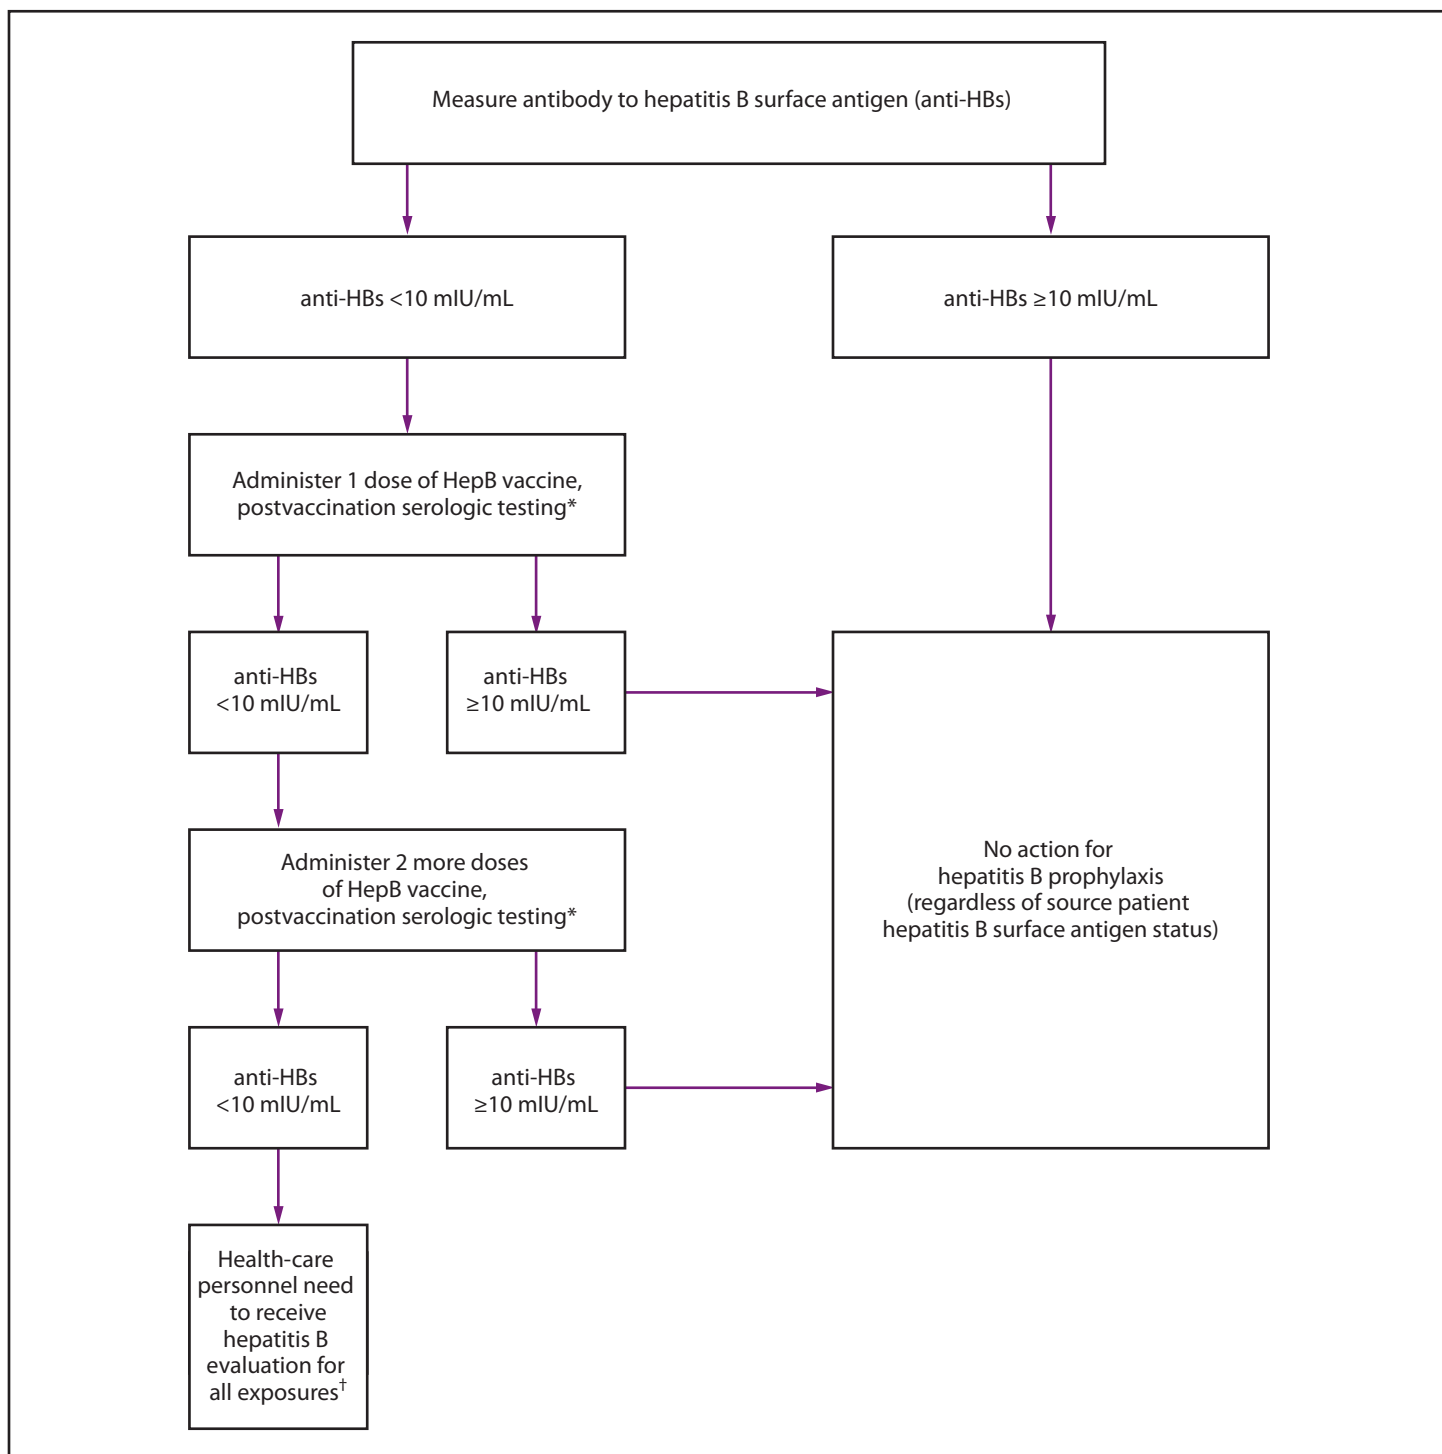 Measure antibody to hepatitis B surface antigen (anti-HBs)
anti-HBs <10 mIU/mL
anti-HBs ≥10 mIU/mL
Administer 1 dose of HepB vaccine,
postvaccination serologic testing*
anti-HBs
<10 mIU/mL
anti-HBs
≥10 mIU/mL
Administer 2 more doses
of HepB vaccine,
postvaccination serologic testing*
No action for
hepatitis B prophylaxis
(regardless of source patient
hepatitis B surface antigen status)
anti-HBs
<10 mIU/mL
anti-HBs
≥10 mIU/mL
Health-care
personnel need
to receive
hepatitis B
evaluation for
all exposures†